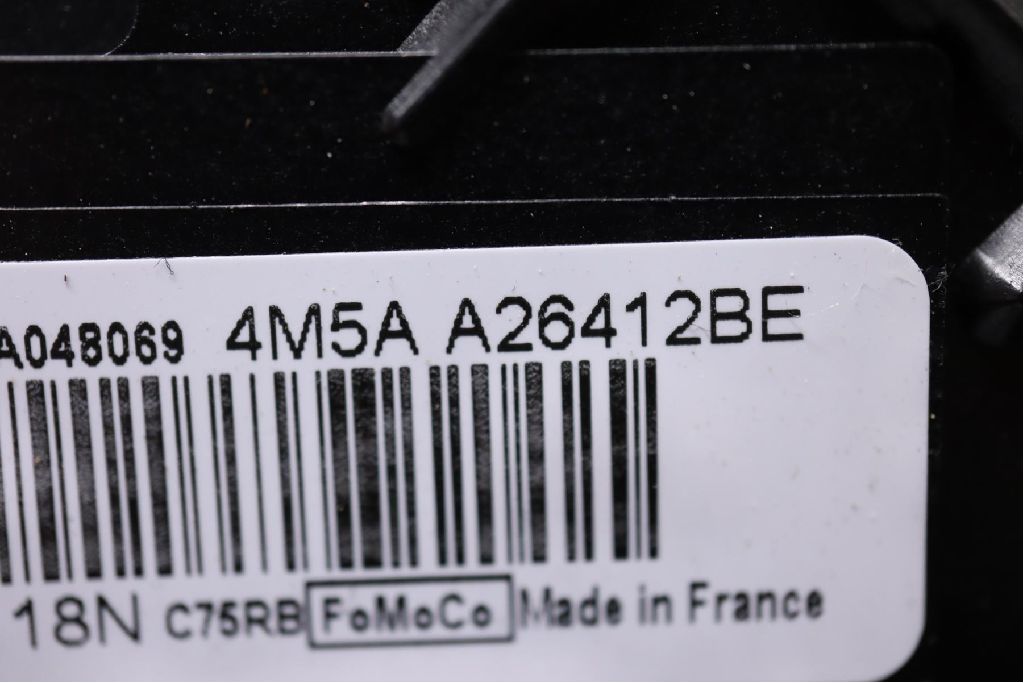 A048069 4M5A A26412BE
18N C75RB FoMoCo Made in France